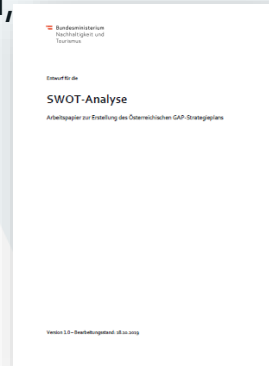 Bundesministerium
Nachhaltigkeit und
Tourismus
Entwurf für die
SWOT-Analyse
Arbeitspapier zur Erstellung des Österreichischen GAP-Strategieplans
Version 1.0 – Bearbeitungsstand: 28.10.2019